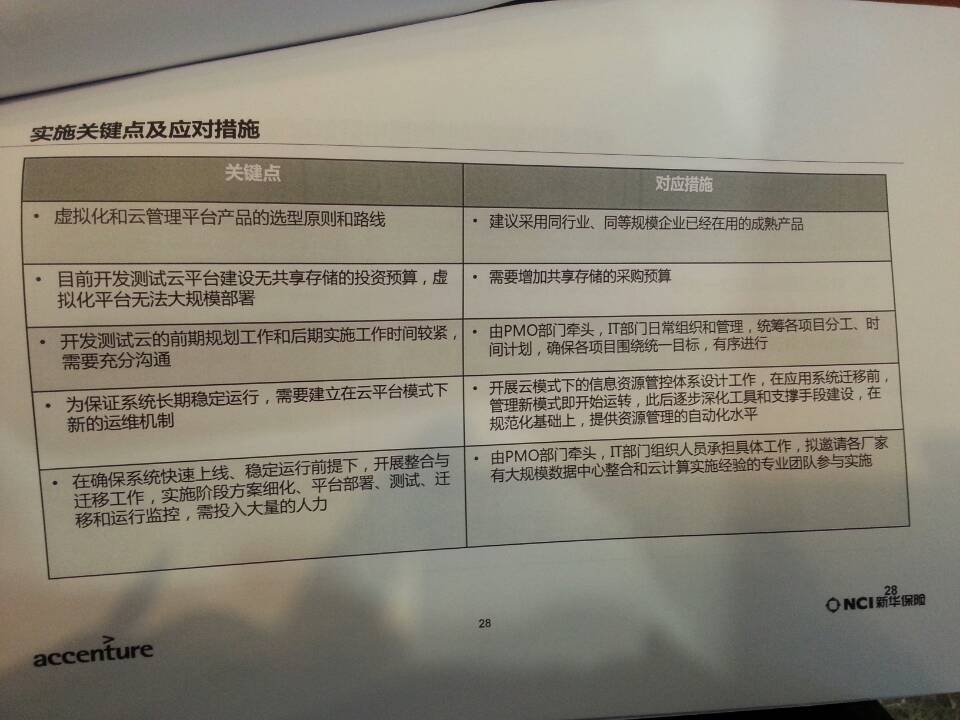 实施关键点及应对措施
关键点
对应措施
• 虚拟化和云管理平台产品的选型原则和路线
• 建议采用同行业、同等规模企业已经在用的成熟产品
• 目前开发测试云平台建设无共享存储的投资预算，虚
拟化平台无法大规模部署
• 需要增加共享存储的采购预算
• 开发测试云的前期规划工作和后期实施工作时间较紧，
需要充分沟通
• 由PMO部门牵头，IT部门日常组织和管理，统筹各项目分工、时
间计划，确保各项目围绕统一目标，有序进行
• 为保证系统长期稳定运行，需要建立在云平台模式下
新的运维机制
• 开展云模式下的信息资源管控体系设计工作，在应用系统迁移前，
管理新模式即开始运转，此后逐步深化工具和支撑手段建设，在
规范化基础上，提供资源管理的自动化水平
• 在确保系统快速上线、稳定运行前提下，开展整合与
迁移工作，实施阶段方案细化、平台部署、测试、迁
移和运行监控，需投入大量的人力
• 由PMO部门牵头，IT部门组织人员承担具体工作，拟邀请各厂家
有大规模数据中心整合和云计算实施经验的专业团队参与实施
28
NCI新华保险
28
accenture